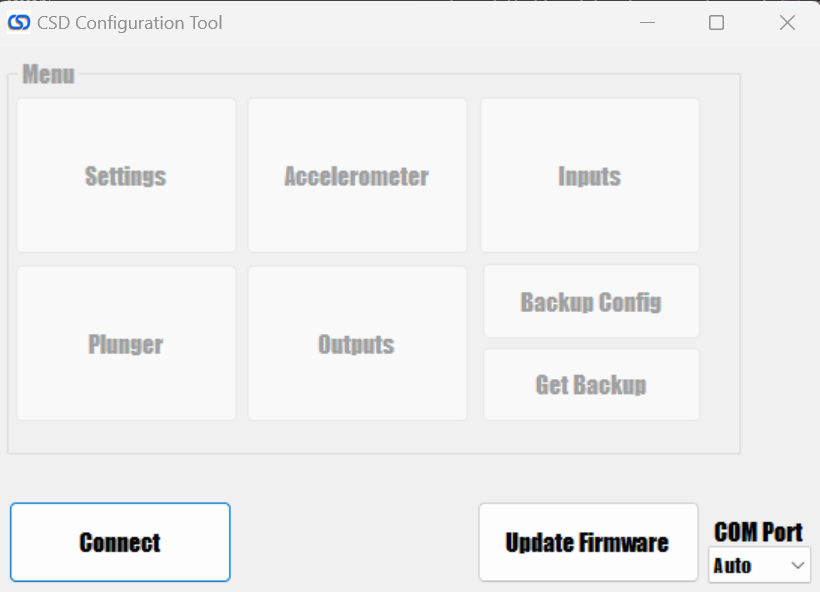 CSD Configuration Tool
Menu
Settings
Accelerometer
Inputs
Plunger
Outputs
Backup Config
Get Backup
Connect
Update Firmware
COM Port
Auto